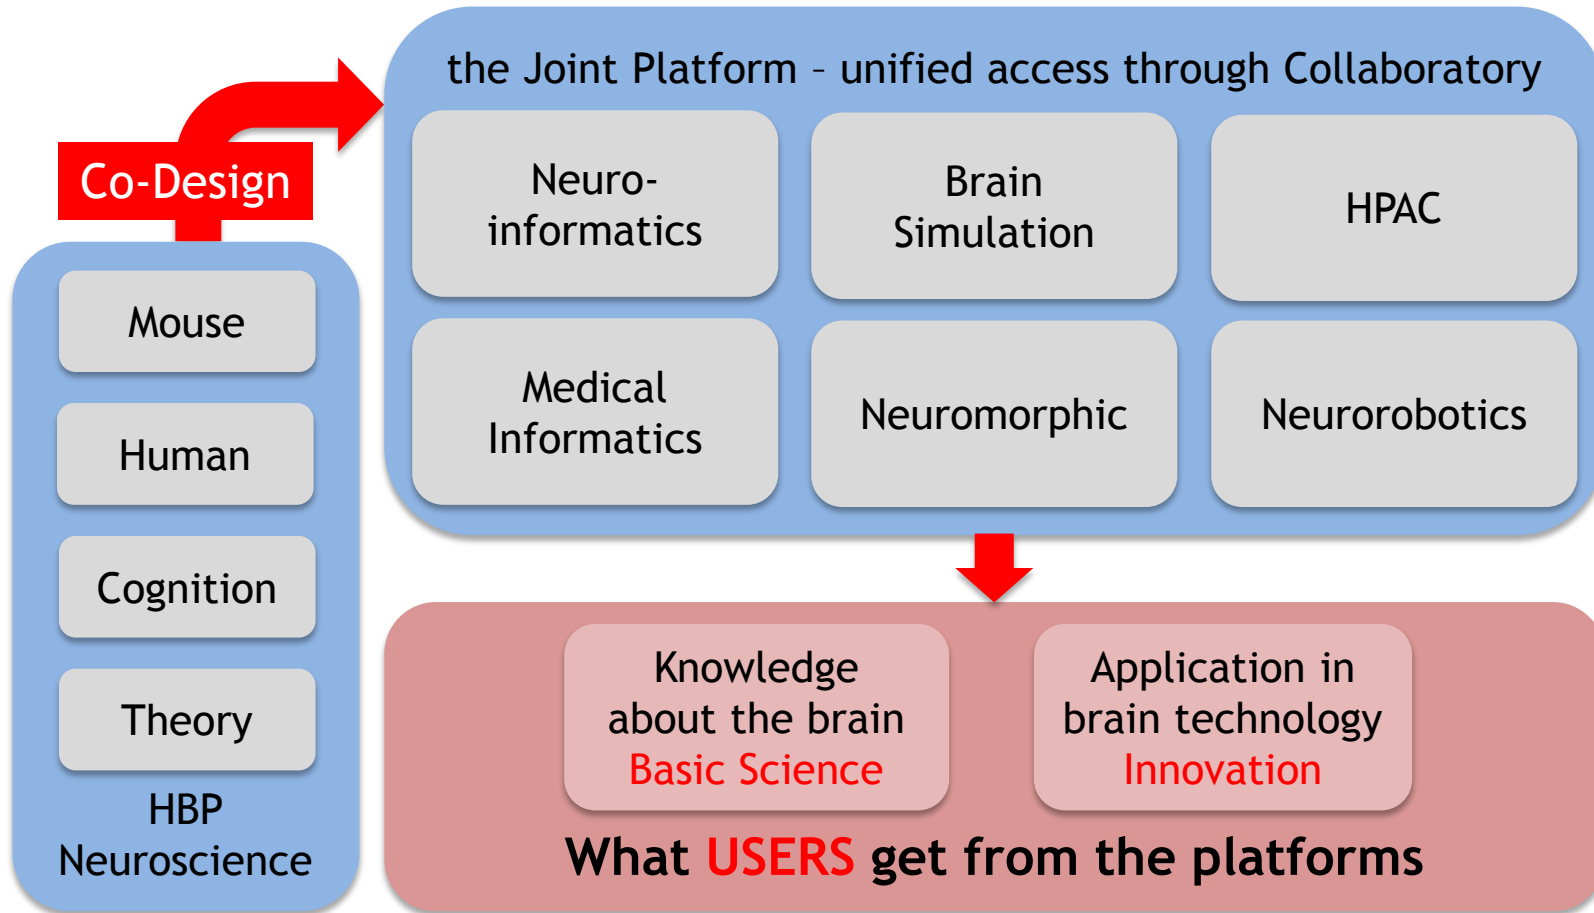 the Joint Platform – unified access through Collaboratory
Neuro-
informatics
Brain
Simulation
HPAC
Medical
Informatics
Neuromorphic
Neurorobotics
Co-Design
Mouse
Human
Cognition
Theory
HBP
Neuroscience
Knowledge
about the brain
Basic Science
Application in
brain technology
Innovation
What USERS get from the platforms